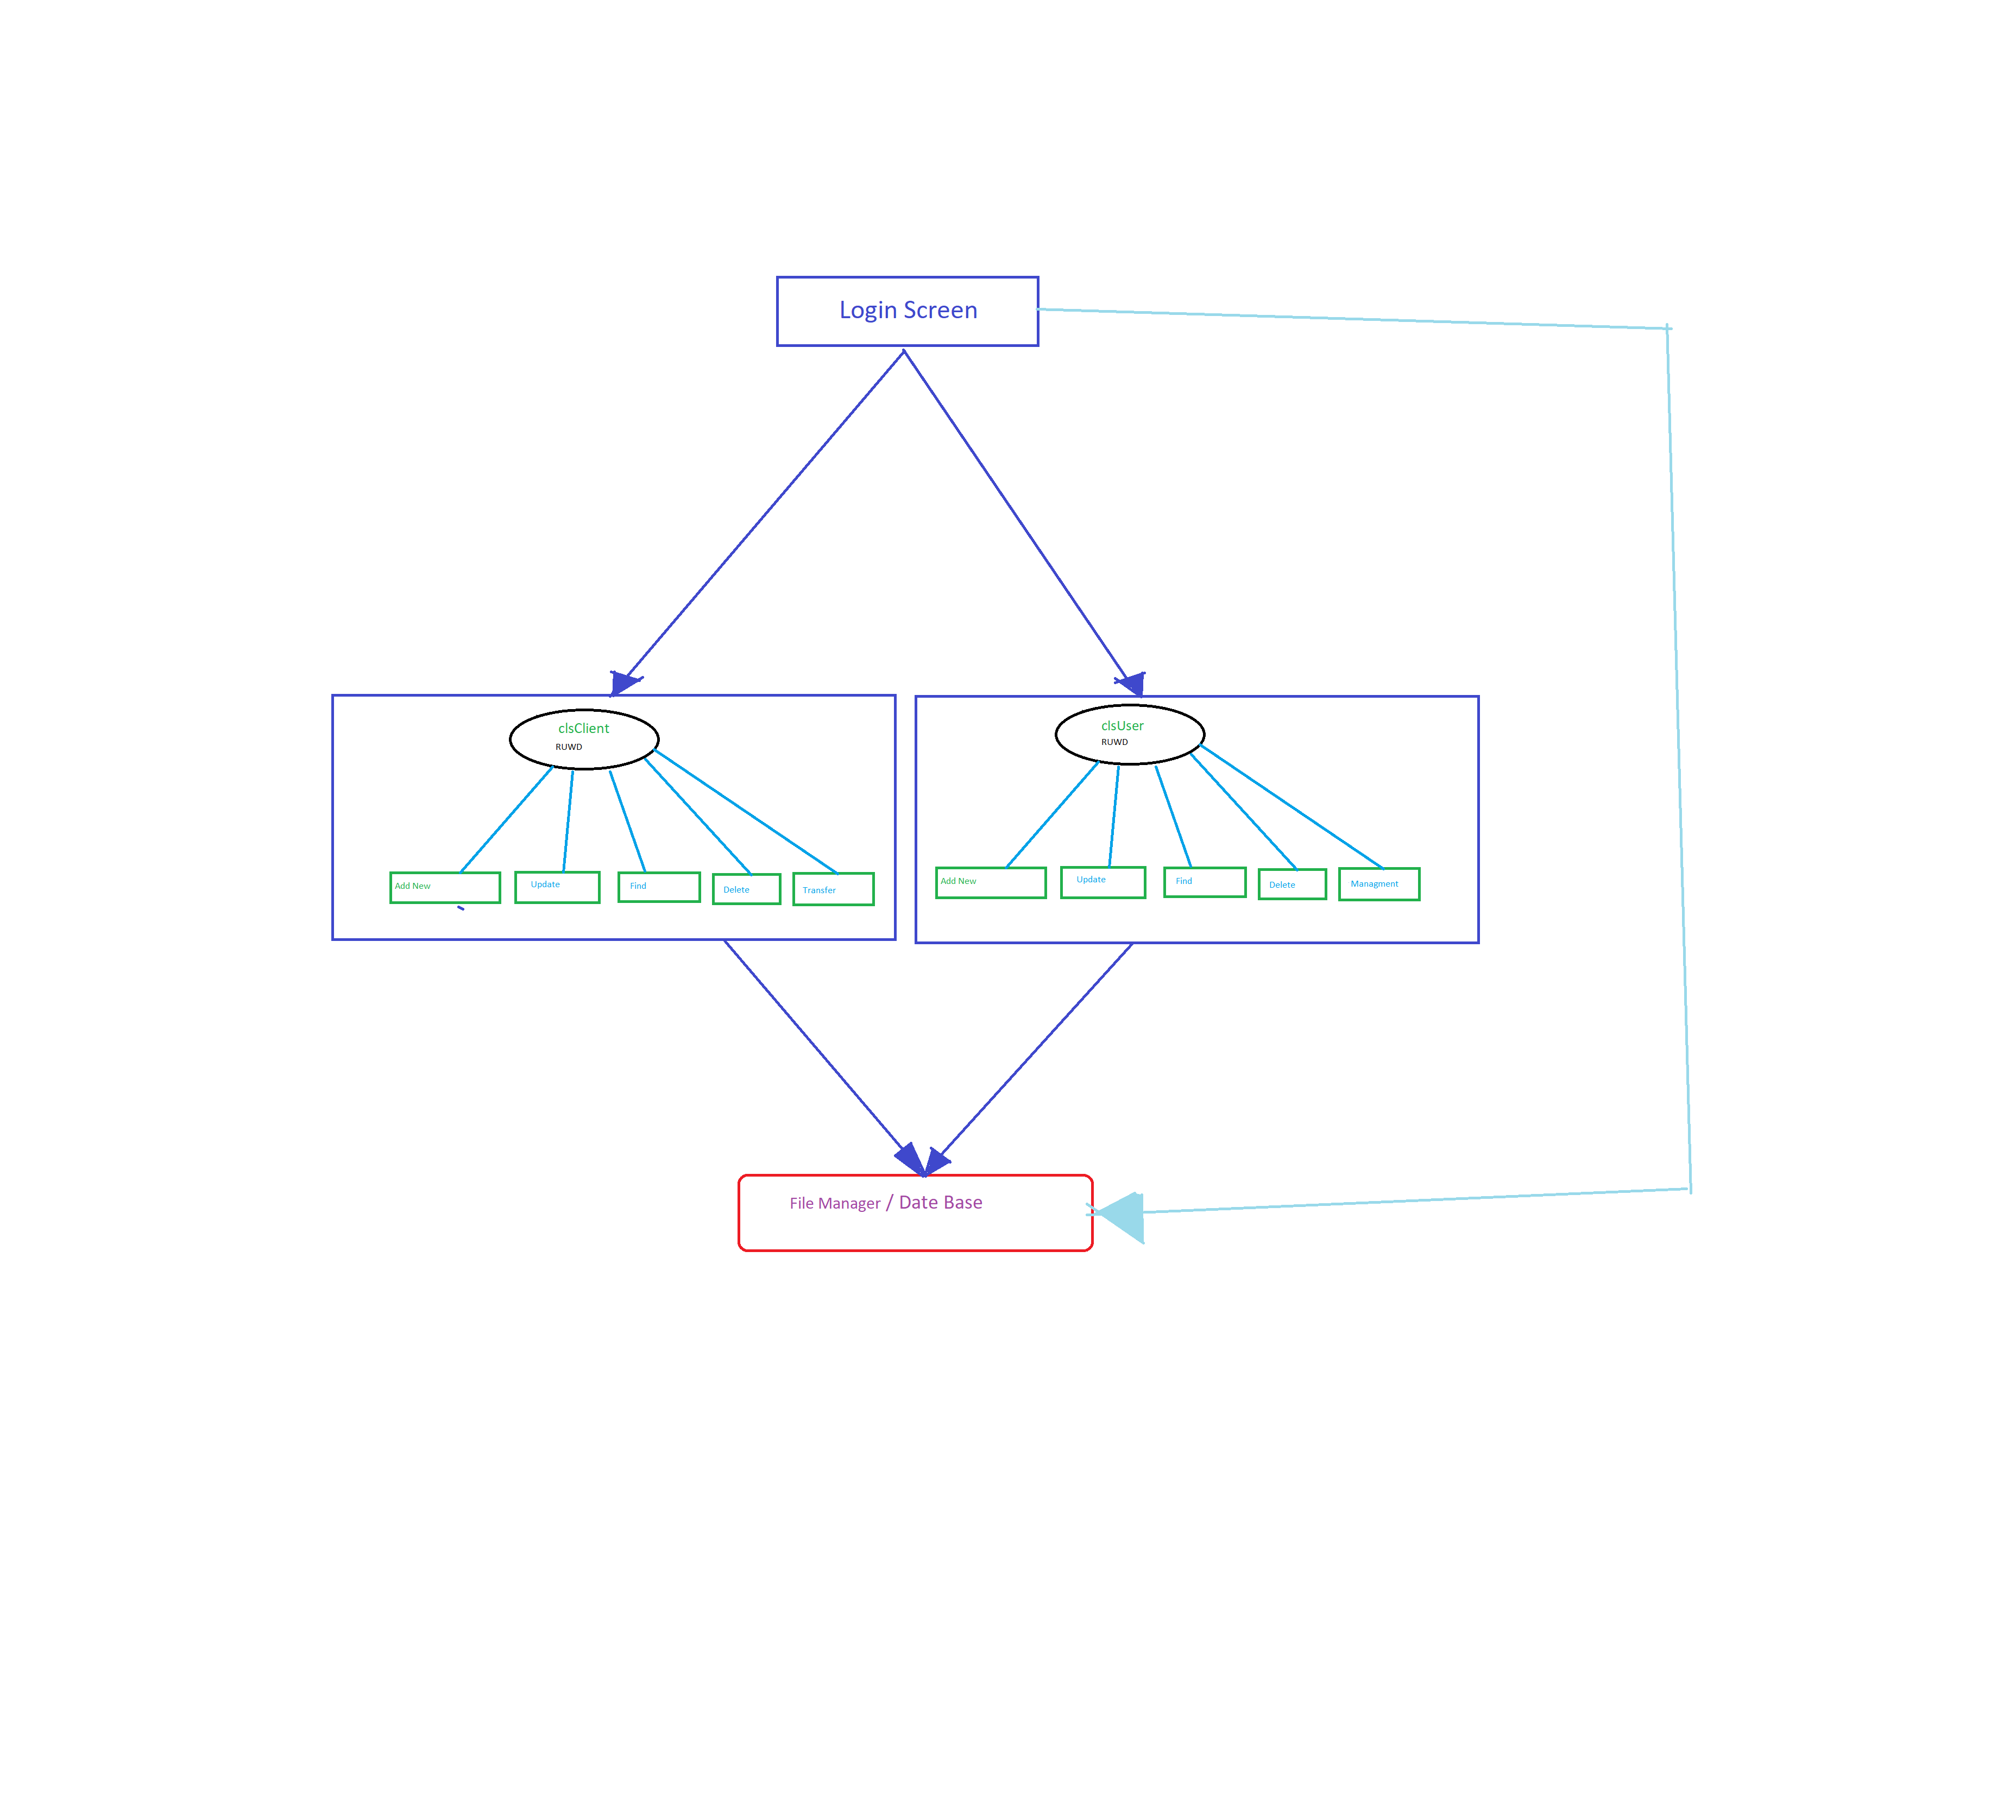 Login Screen
clsClient
RUWD
clsUser
RUWD
Add New
Update
Find
Delete
Transfer
Add New
Update
Find
Delete
Managment
File Manager / Date Base